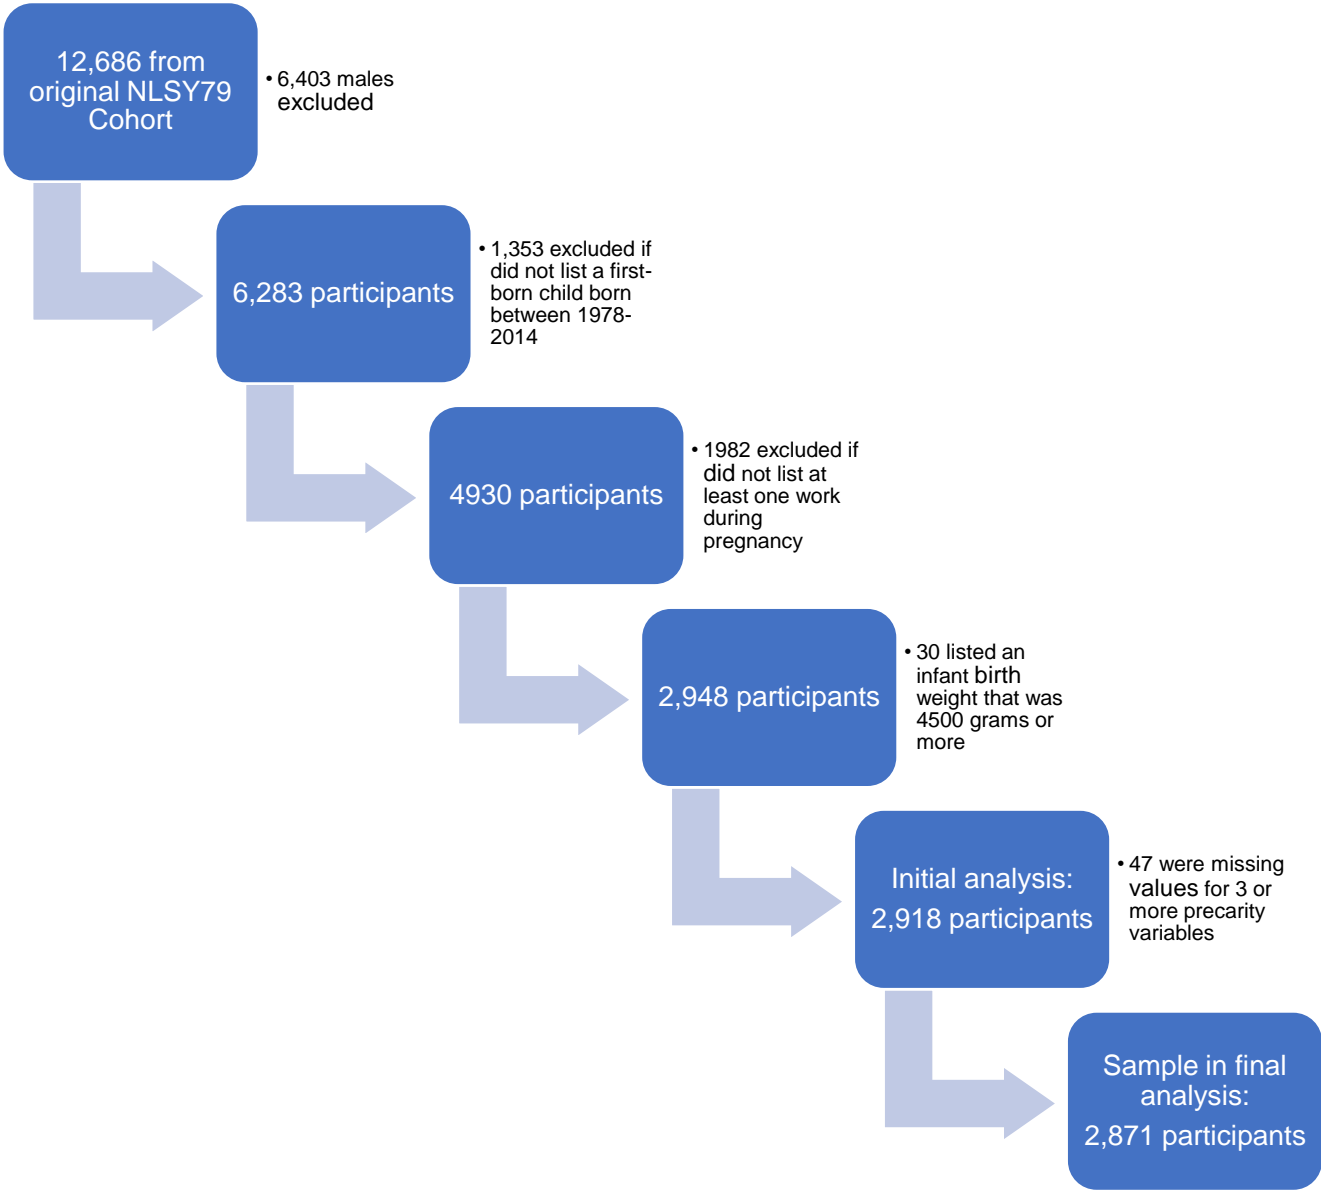 12,686 from
original NLSY79
Cohort
• 6,403 males
excluded
6,283 participants
• 1,353 excluded if
did not list a first-
born child born
between 1978-
2014
4930 participants
• 1982 excluded if
did not list at
least one work
during
pregnancy
2,948 participants
• 30 listed an
infant birth
weight that was
4500 grams or
more
Initial analysis:
2,918 participants
• 47 were missing
values for 3 or
more precarity
variables
Sample in final
analysis:
2,871 participants